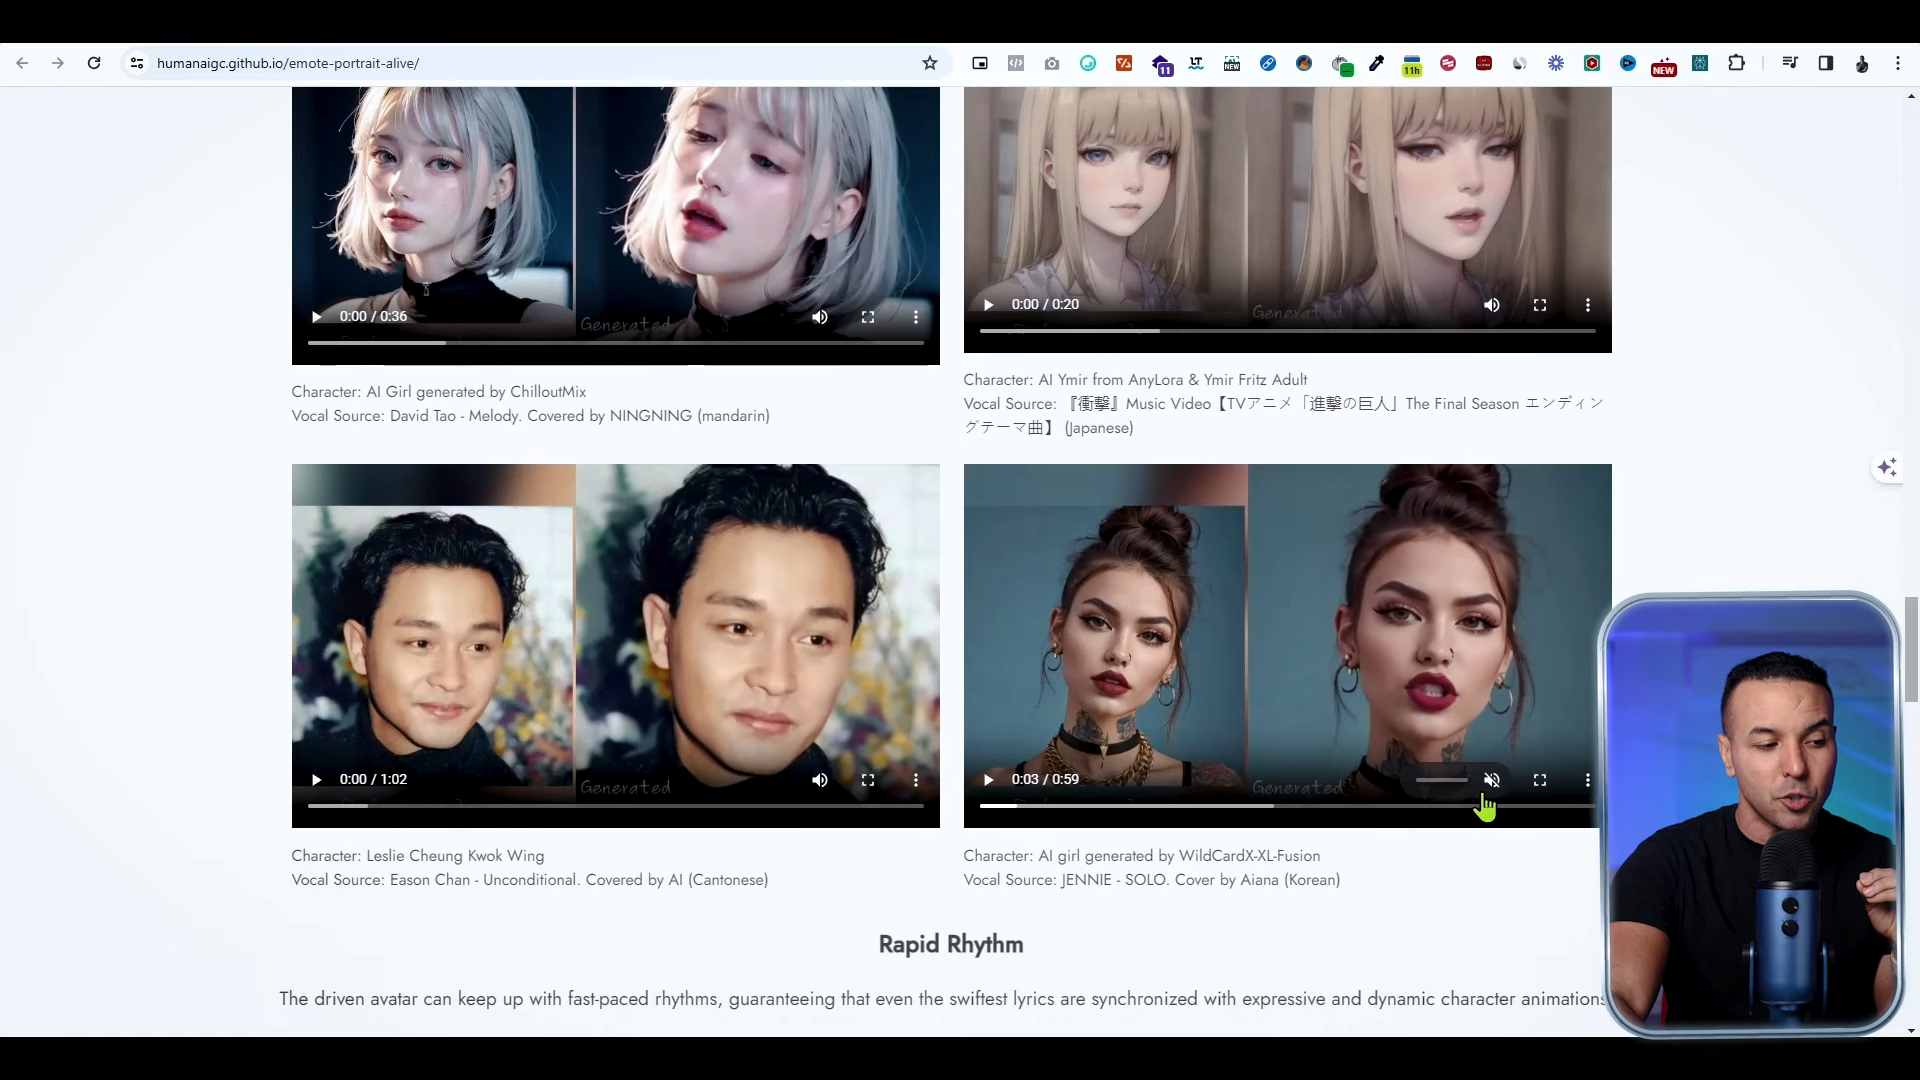 humanaigc.github.io/emote-portrait-alive/
11
LT
NEW
11h
NEW
0:00 / 0:36
Generated
0:00 / 0:20
Generated
Character: AI Girl generated by ChilloutMix
Vocal Source: David Tao - Melody. Covered by NINGNING (mandarin)
Character: AI Ymir from AnyLora & Ymir Fritz Adult
Vocal Source: 『衝撃』Music Video【TVアニメ「進撃の巨人」The Final Season エンディン
グテーマ曲】 (Japanese)
0:00 / 1:02
Generated
0:03 / 0:59
Generated
Character: Leslie Cheung Kwok Wing
Vocal Source: Eason Chan - Unconditional. Covered by AI (Cantonese)
Character: AI girl generated by WildCardX-XL-Fusion
Vocal Source: JENNIE - SOLO. Cover by Aiana (Korean)
Rapid Rhythm
The driven avatar can keep up with fast-paced rhythms, guaranteeing that even the swiftest lyrics are synchronized with expressive and dynamic character animations